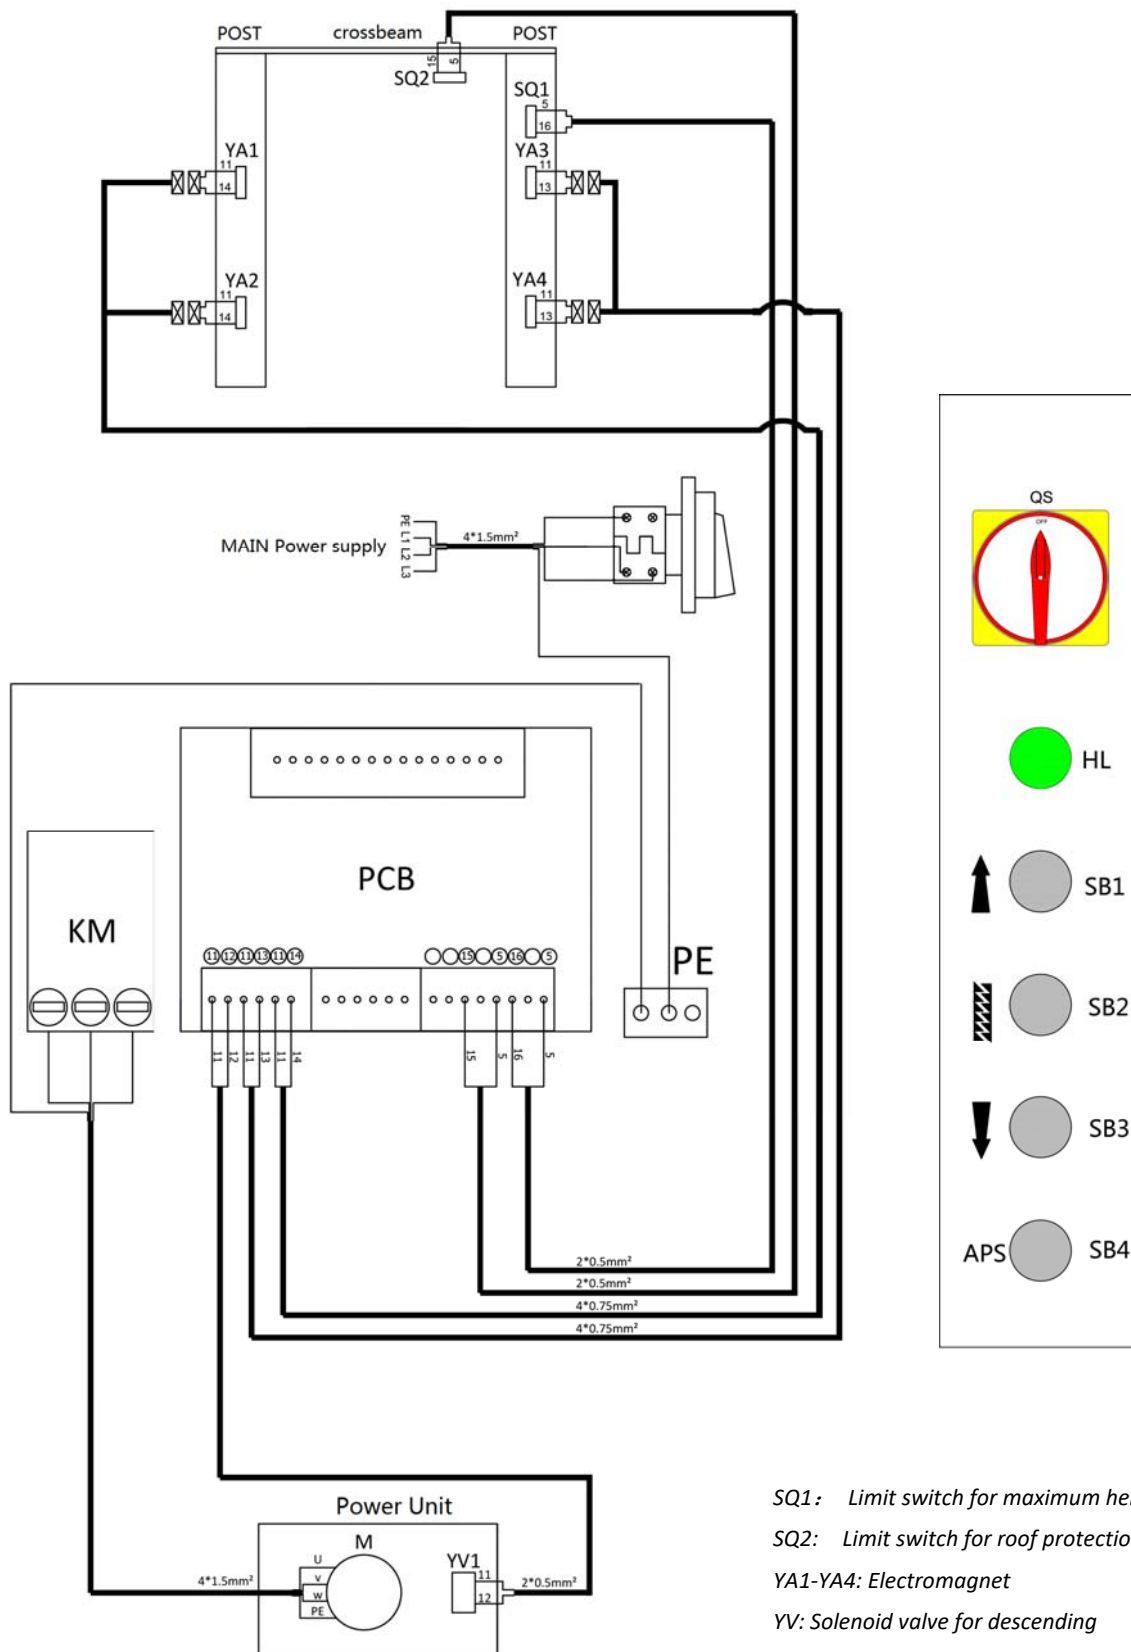 POST crossbeam POST
15 5
SQ2
SQ1
5
16
YA1
11
14
YA3
11
13
YA2
11
14
YA4
11
13
MAIN Power supply
PE
L1
L2
L3
4*1.5mm²
QS
OFF
HL
SB1
SB2
SB3
APS SB4
KM
PCB
PE
11 12 11 13 11 14
15 5 16 5
11 12 11 13 11 14
15 5 16 5
2*0.5mm²
2*0.5mm²
4*0.75mm²
4*0.75mm²
Power Unit
M
U
V
W
PE
4*1.5mm²
YV1
11
12
2*0.5mm²
SQ1: Limit switch for maximum he
SQ2: Limit switch for roof protectio
YA1-YA4: Electromagnet
YV: Solenoid valve for descending